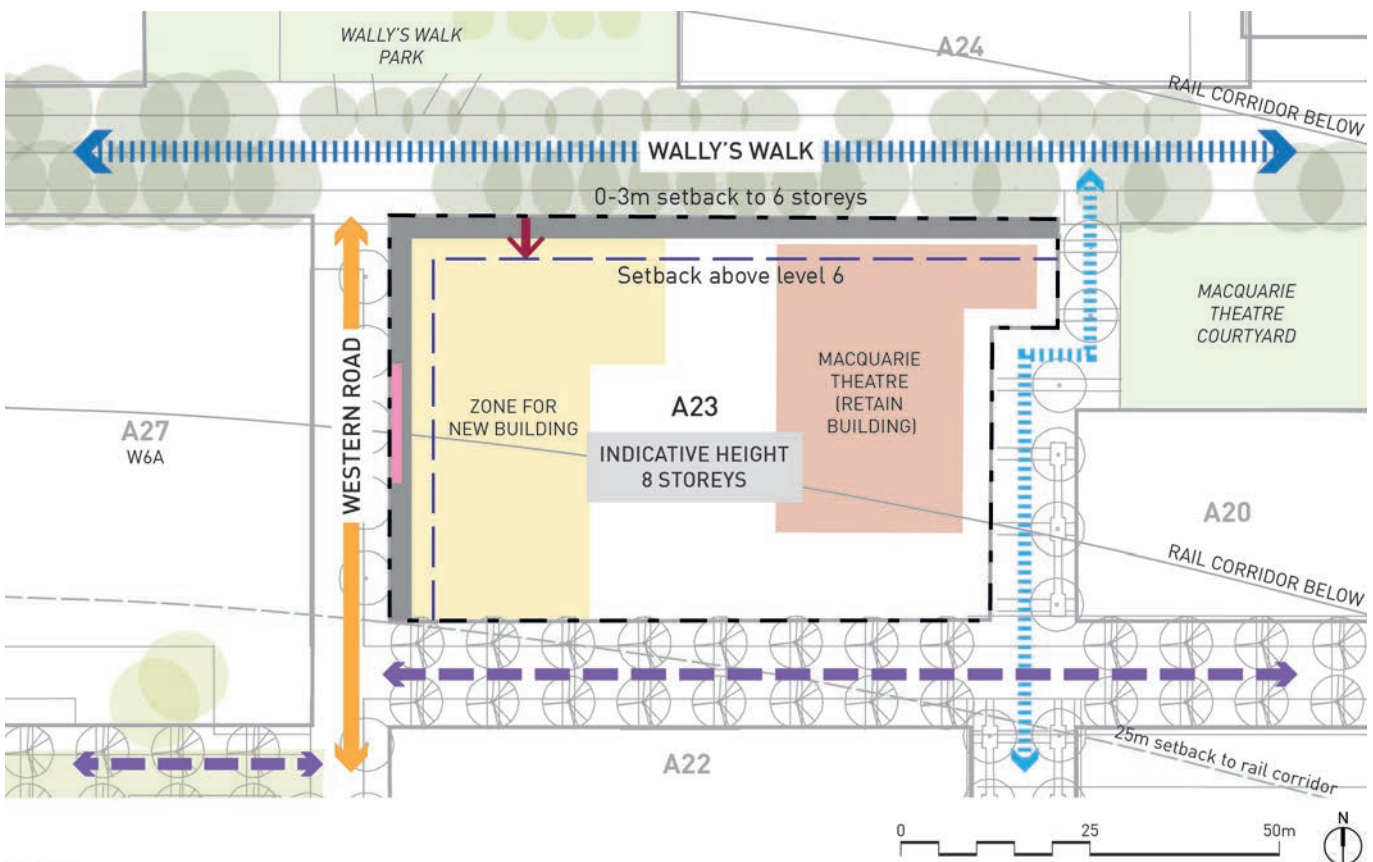 WALLY'S WALK
PARK
A24
RAIL CORRIDOR BELOW
WALLY'S WALK
0-3m setback to 6 storeys
Setback above level 6
MACQUARIE
THEATRE
COURTYARD
WESTERN ROAD
MACQUARIE
THEATRE
(RETAIN
BUILDING)
ZONE FOR
NEW BUILDING
A23
A27
W6A
INDICATIVE HEIGHT
8 STOREYS
A20
RAIL CORRIDOR BELOW
25m setback to rail corridor
A22
0 25 50m
N